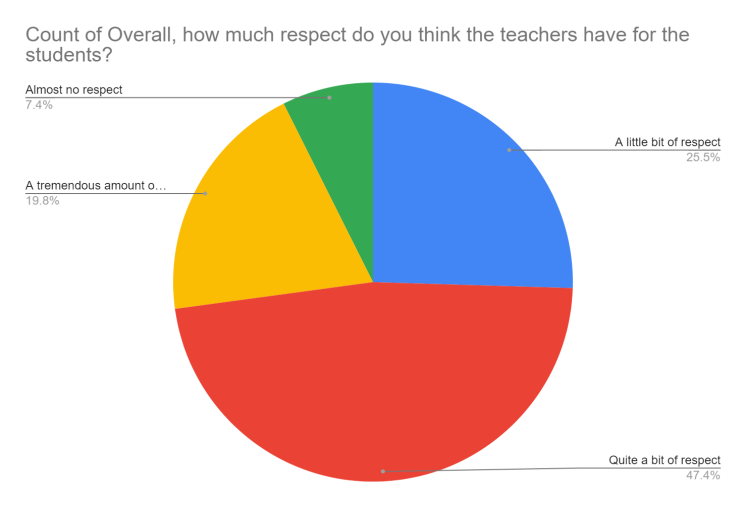 Count of Overall, how much respect do you think the teachers have for the
students?
Almost no respect
7.4%
A little bit of respect
25.5%
A tremendous amount o…
19.8%
Quite a bit of respect
47.4%